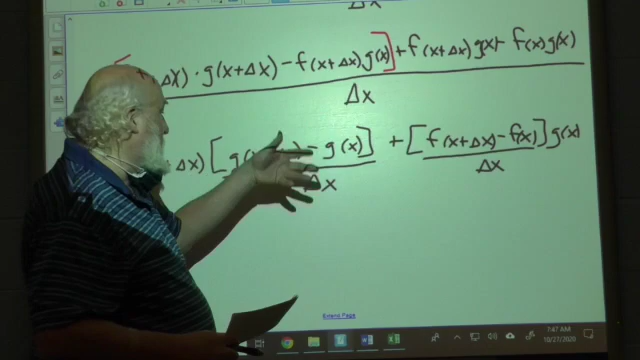 Δx
Δx) · g(x+Δx) − f(x+Δx) g(x)] + f(x+Δx) g(x) f(x) g(x)
Δx
Δx) [g( ) − g(x)] + [f(x+Δx) − f(x)] g(x)
Δx Δx
Extend Page
7:47 AM
10/27/2020